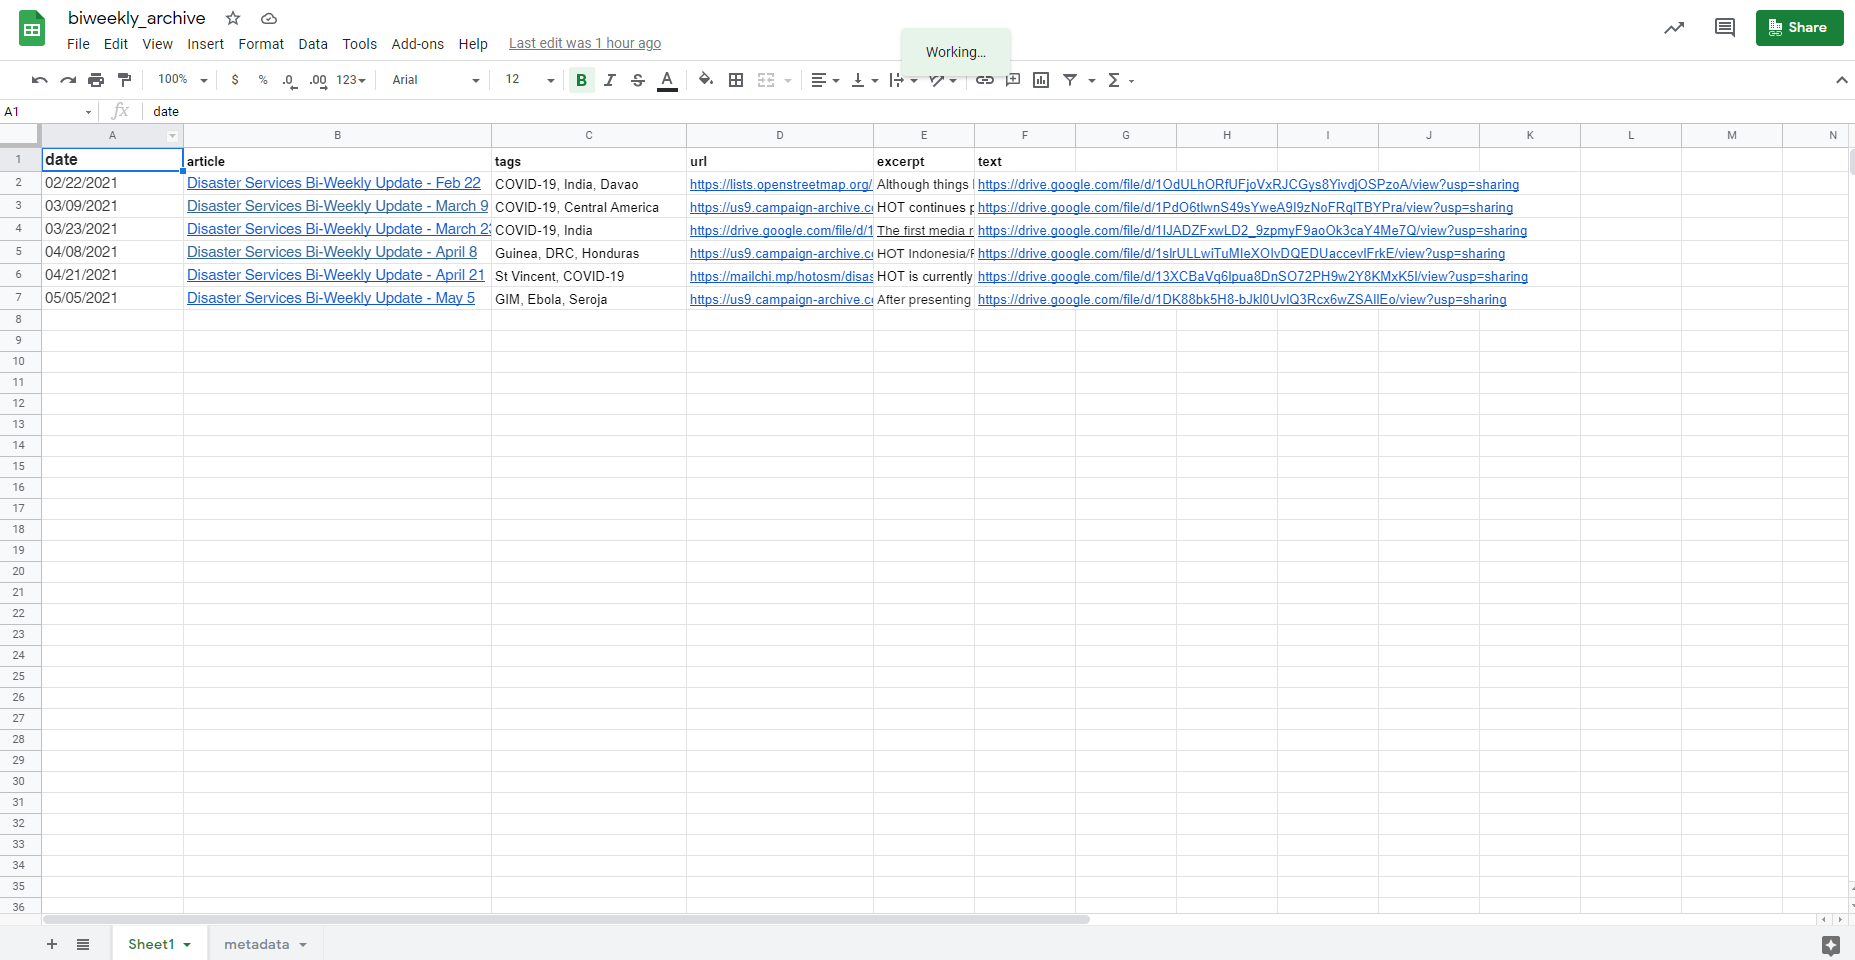 biweekly_archive
File Edit View Insert Format Data Tools Add-ons Help Last edit was 1 hour ago
Working...
Share
100% $ % .0 .00 123 Arial 12 B I S A Σ
A1 fx date
A B C D E F G H I J K L M N
1 date article tags url excerpt text
2 02/22/2021 Disaster Services Bi-Weekly Update - Feb 22 COVID-19, India, Davao https://lists.openstreetmap.org/ Although things https://drive.google.com/file/d/1OdULhORfUFjoVxRJCGys8YivdjOSPzoA/view?usp=sharing
3 03/09/2021 Disaster Services Bi-Weekly Update - March 9 COVID-19, Central America https://us9.campaign-archive.co HOT continues p https://drive.google.com/file/d/1PdO6tlwnS49sYweA9I9zNoFRqITBYPra/view?usp=sharing
4 03/23/2021 Disaster Services Bi-Weekly Update - March 23 COVID-19, India https://drive.google.com/file/d/1 The first media r https://drive.google.com/file/d/1IJADZFxwLD2_9zpmyF9aoOk3caY4Me7Q/view?usp=sharing
5 04/08/2021 Disaster Services Bi-Weekly Update - April 8 Guinea, DRC, Honduras https://us9.campaign-archive.co HOT Indonesia/P https://drive.google.com/file/d/1slrULLwiTuMleXOIvDQEDUaccevlFrkE/view?usp=sharing
6 04/21/2021 Disaster Services Bi-Weekly Update - April 21 St Vincent, COVID-19 https://mailchi.mp/hotosm/disas HOT is currently https://drive.google.com/file/d/13XCBaVq6lpua8DnSO72PH9w2Y8KMxK5l/view?usp=sharing
7 05/05/2021 Disaster Services Bi-Weekly Update - May 5 GIM, Ebola, Seroja https://us9.campaign-archive.co After presenting https://drive.google.com/file/d/1DK88bk5H8-bJkl0UvlQ3Rcx6wZSAIlEo/view?usp=sharing
8
9
10
11
12
13
14
15
16
17
18
19
20
21
22
23
24
25
26
27
28
29
30
31
32
33
34
35
36
Sheet1 metadata